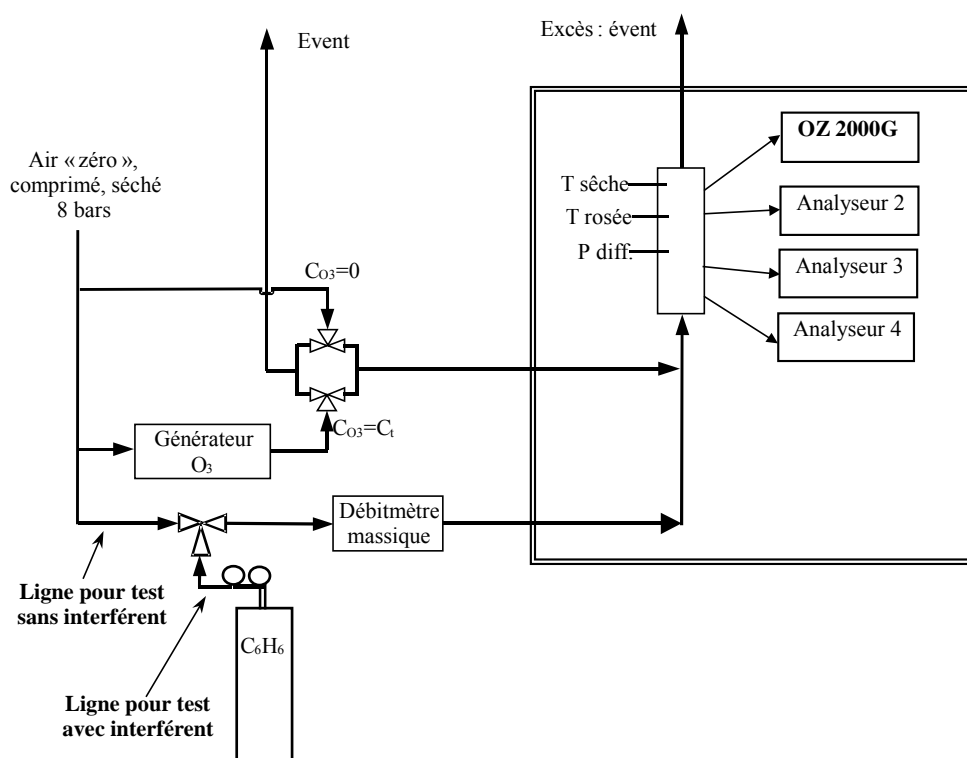 Event
Excès : évent
OZ 2000G
Air « zéro »,
comprimé, séché
8 bars
T sêche
T rosée
P diff.
Analyseur 2
Analyseur 3
Analyseur 4
CO3=0
CO3=Ct
Générateur
O3
Débitmètre
massique
Ligne pour test
sans interférent
C6H6
Ligne pour test
avec interférent